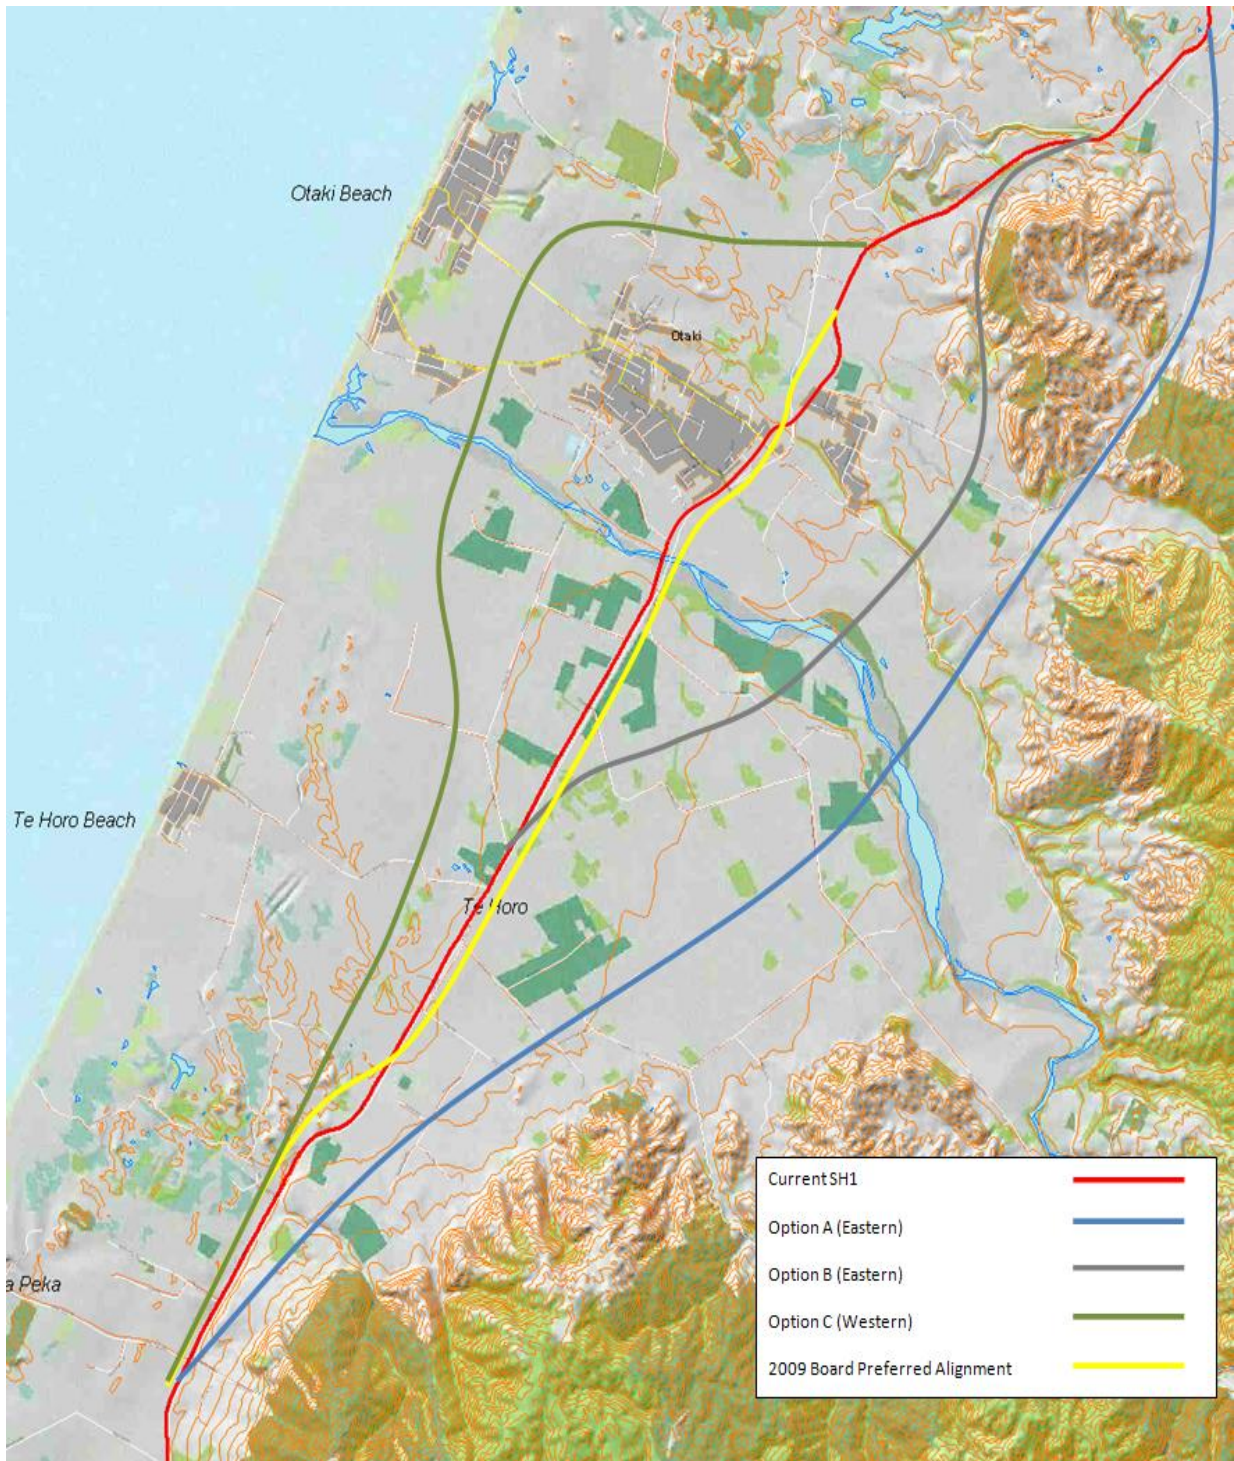 Otaki Beach
Otaki
Te Horo Beach
Te Horo
a Peka
Current SH1
Option A (Eastern)
Option B (Eastern)
Option C (Western)
2009 Board Preferred Alignment